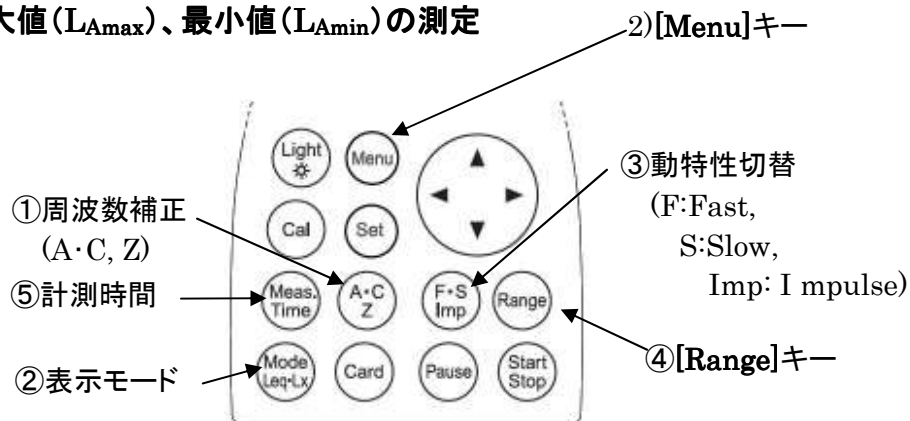 大値(LAmax)、最小値(LAmin)の測定
2)[Menu]キー
Light
Menu
③動特性切替
(F:Fast,
S:Slow,
Imp: I mpulse)
①周波数補正
(A・C, Z)
Cal
Set
⑤計測時間
Meas.
Time
A・C
Z
F・S
Imp
Range
④[Range]キー
②表示モード
Mode
Leq・Lx
Card
Pause
Start
Stop